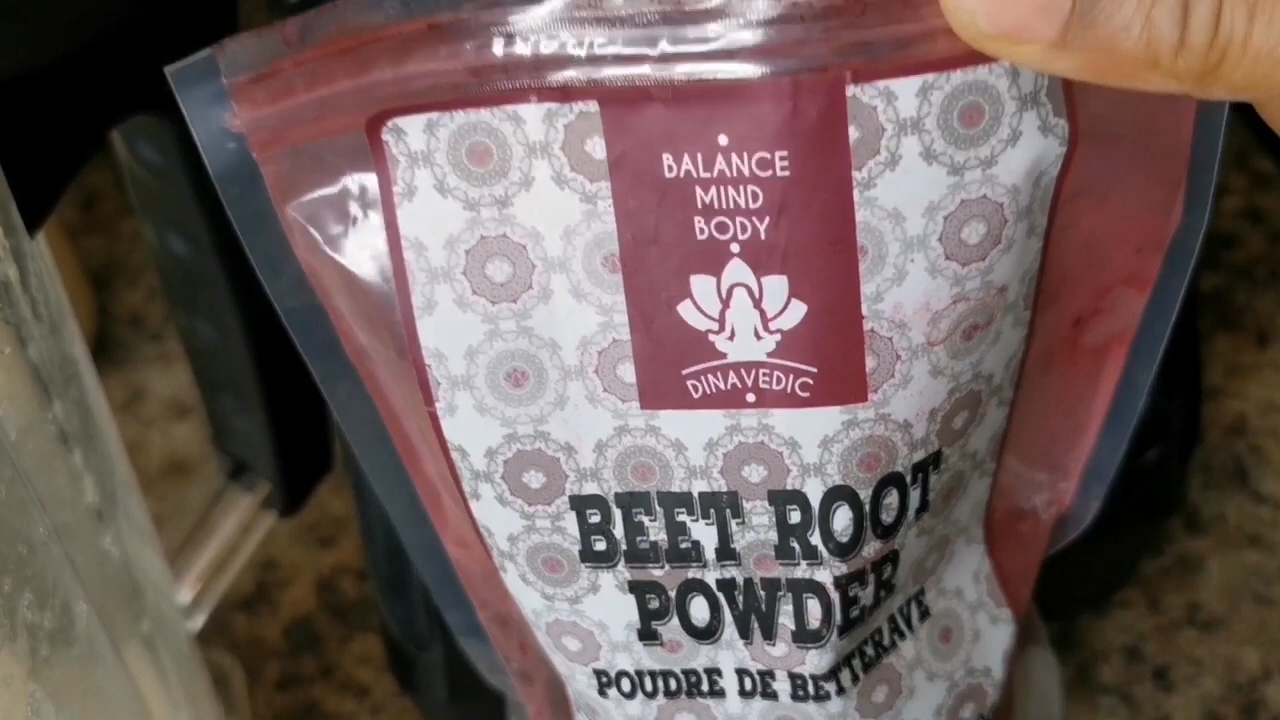 BALANCE
MIND
BODY
DINAVEDIC
BEET ROOT
POWDER
POUDRE DE BETTERAVE